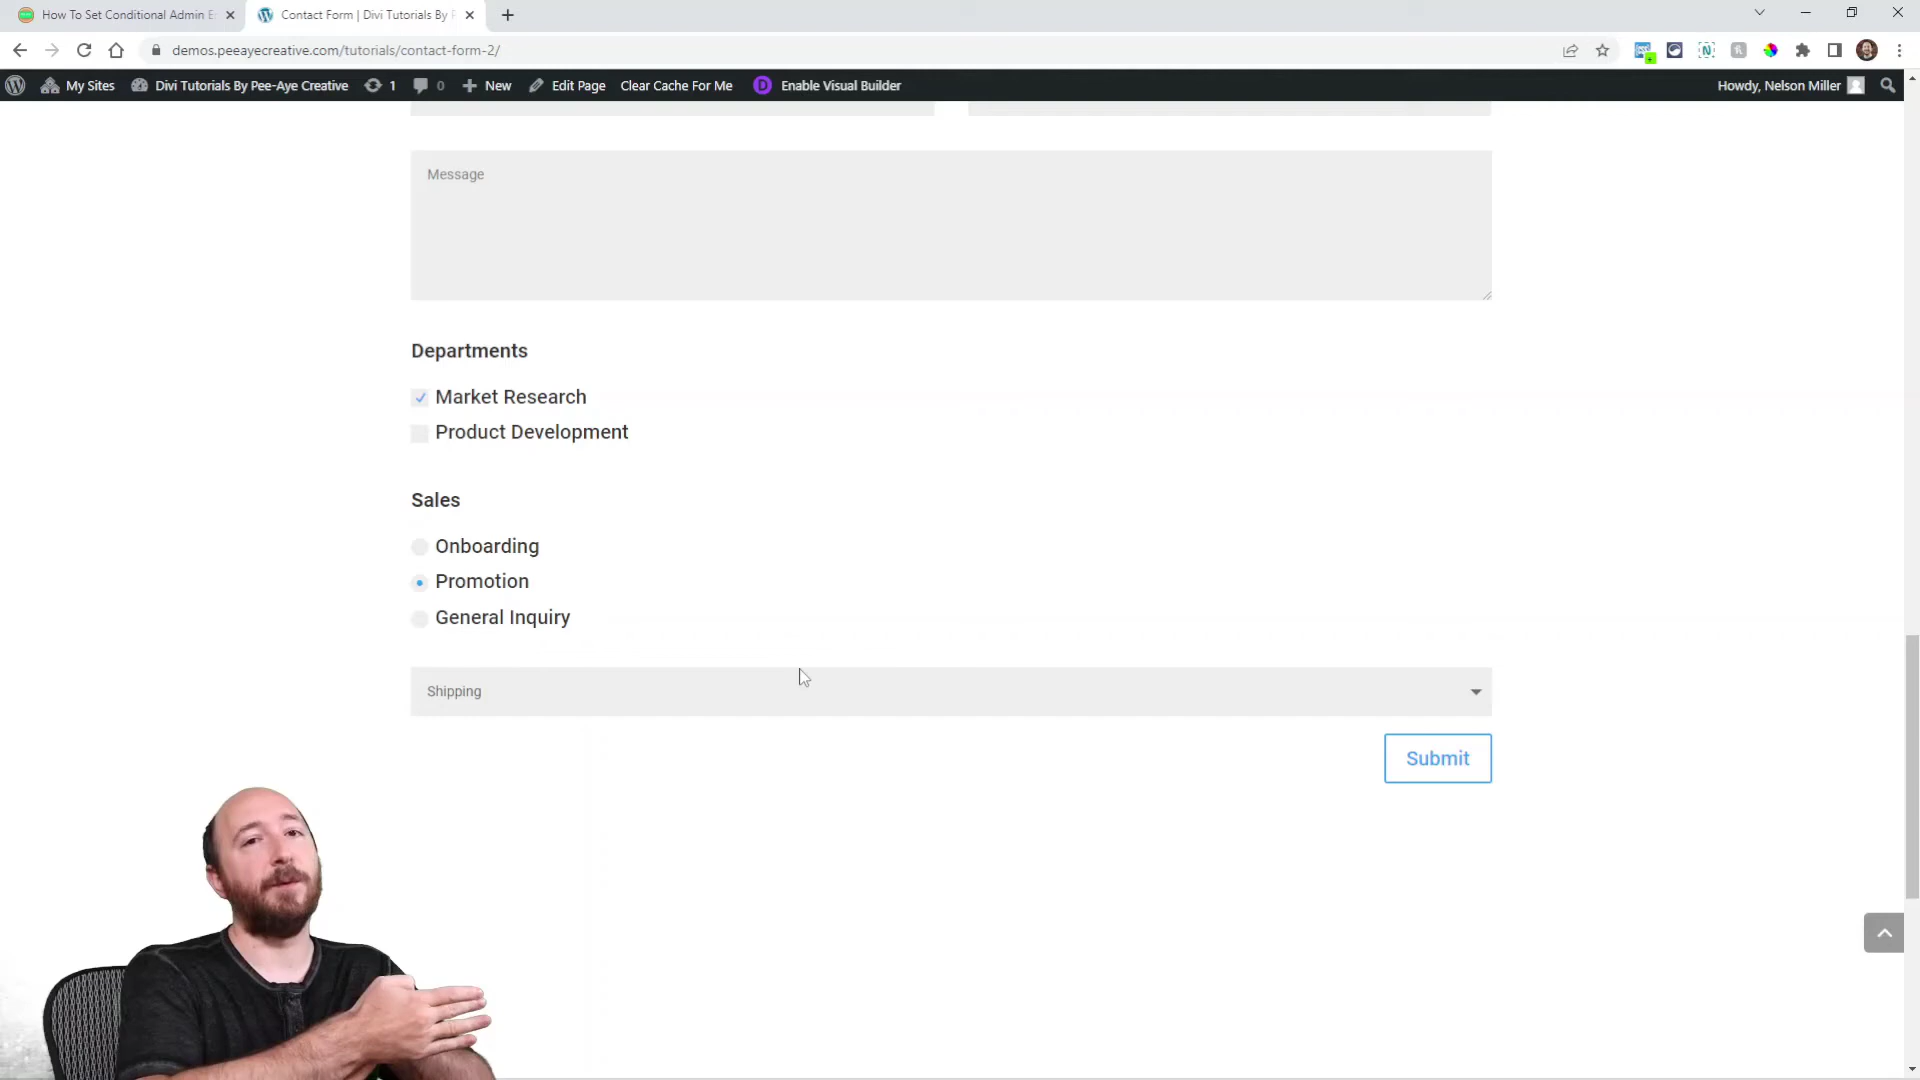 How To Set Conditional Admin E
Contact Form | Divi Tutorials By P
demos.peeayecreative.com/tutorials/contact-form-2/
My Sites
Divi Tutorials By Pee-Aye Creative
1
0
New
Edit Page
Clear Cache For Me
D
Enable Visual Builder
Howdy, Nelson Miller
Message
Departments
Market Research
Product Development
Sales
Onboarding
Promotion
General Inquiry
Shipping
Submit